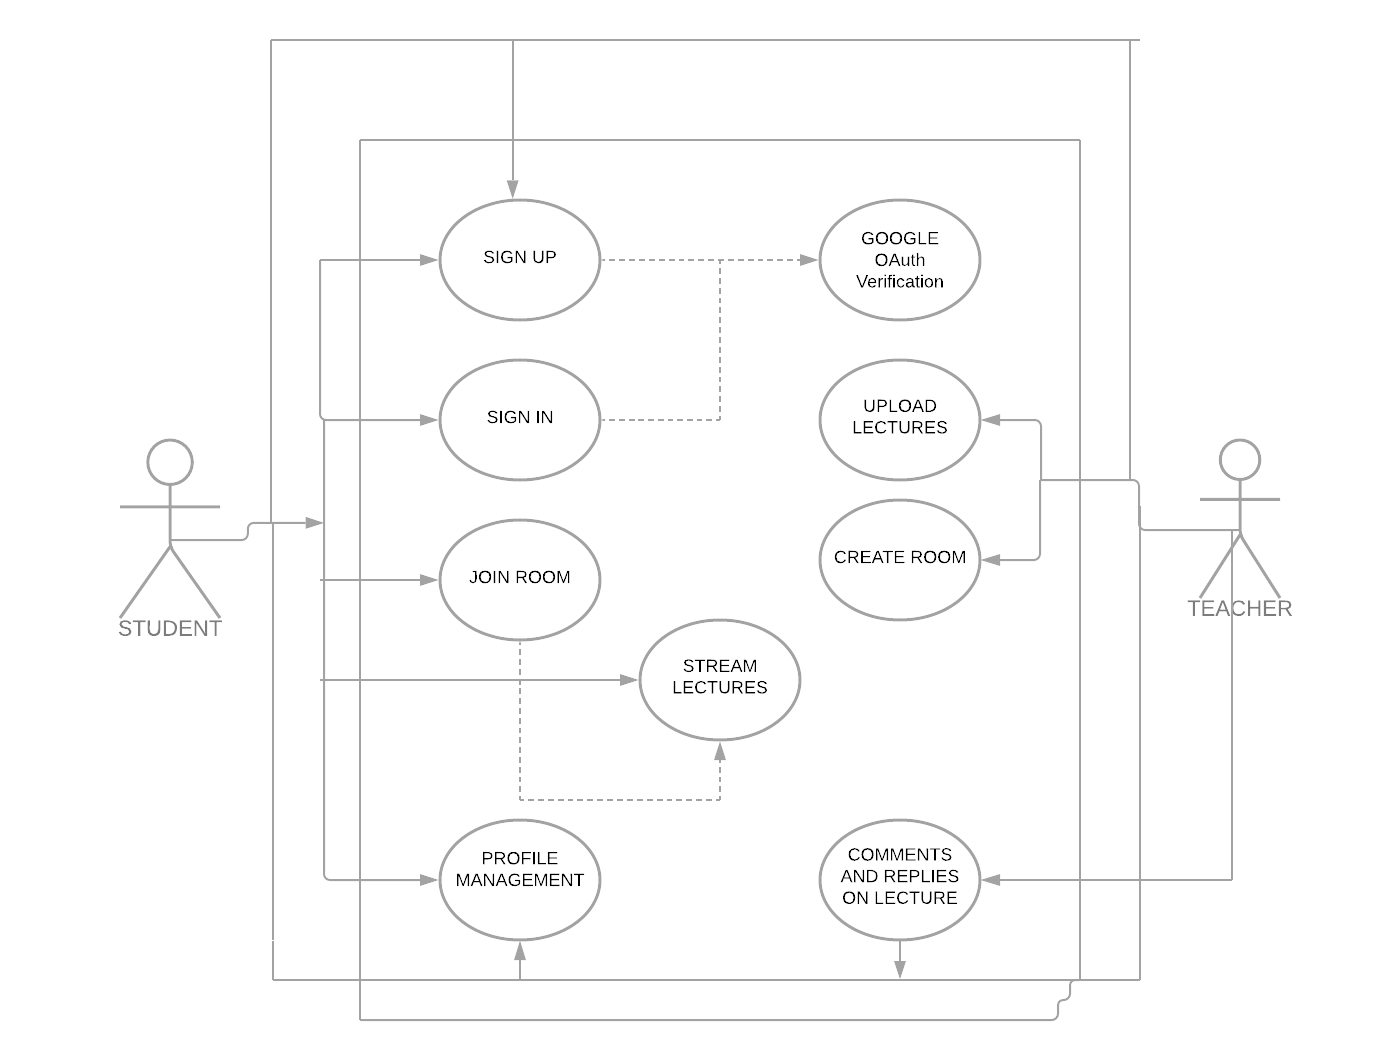 SIGN UP
GOOGLE
OAuth
Verification
SIGN IN
UPLOAD
LECTURES
JOIN ROOM
CREATE ROOM
STUDENT
TEACHER
STREAM
LECTURES
PROFILE
MANAGEMENT
COMMENTS
AND REPLIES
ON LECTURE